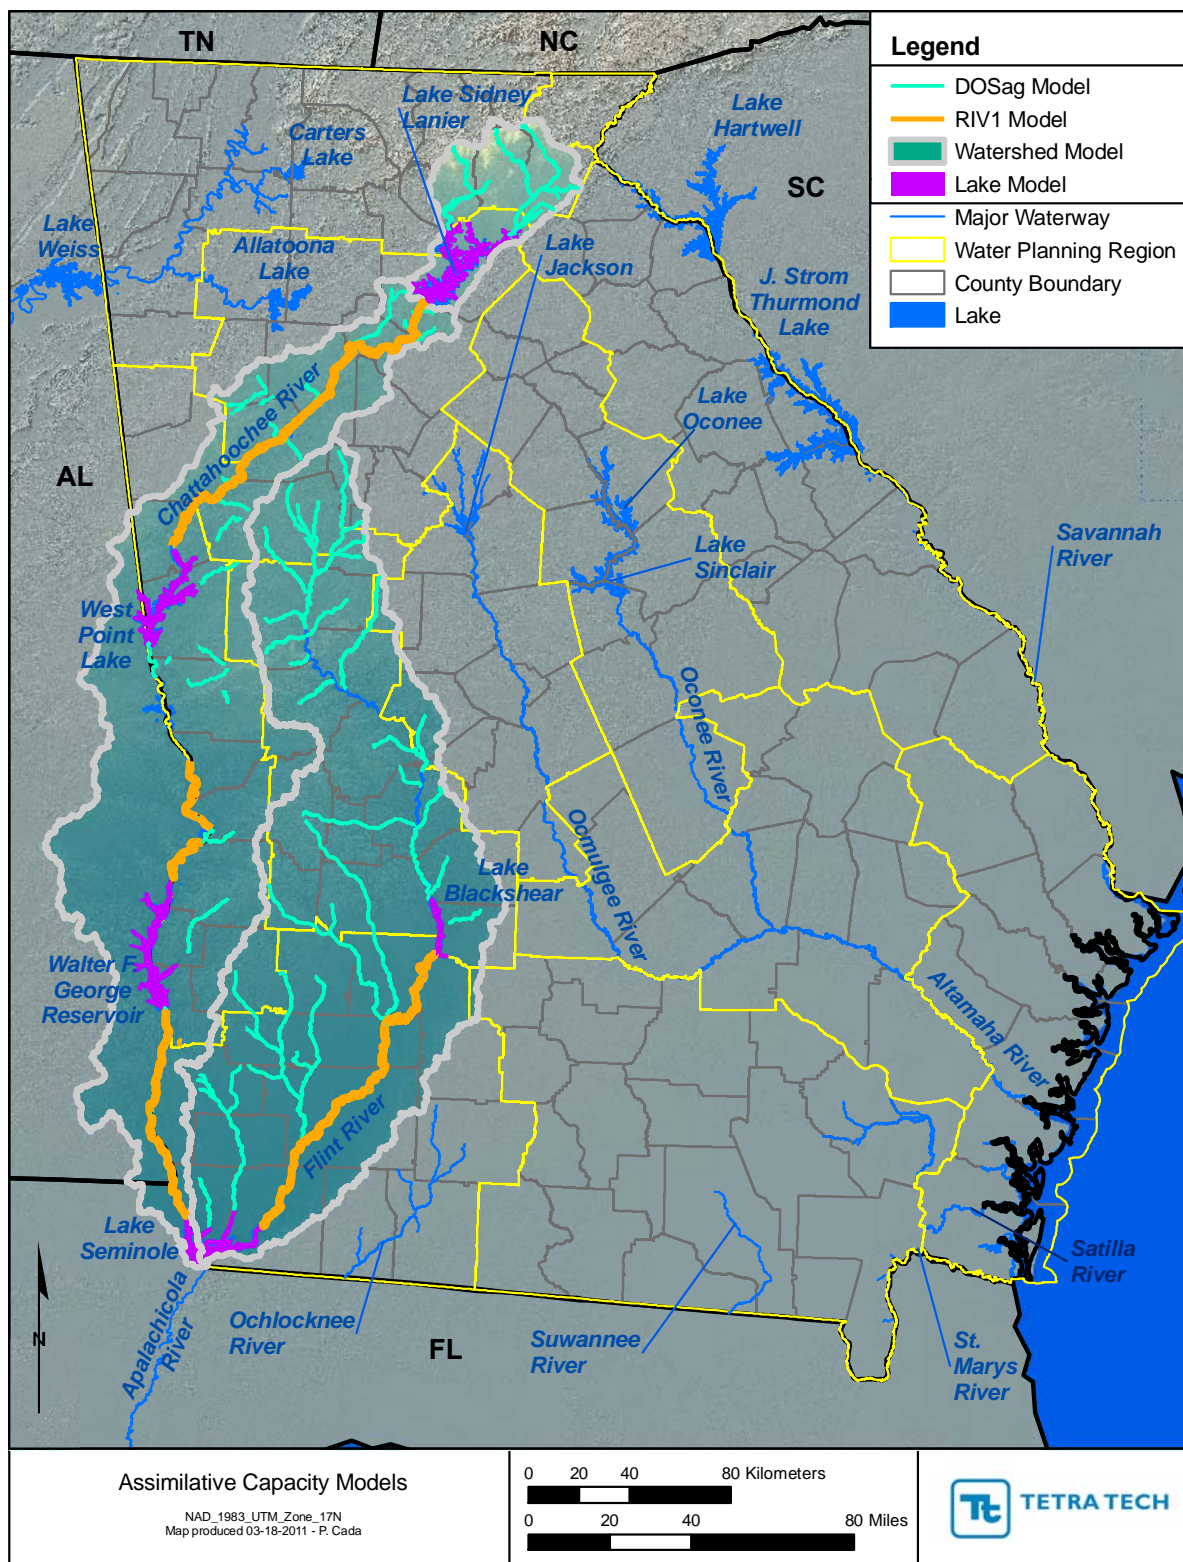 TN
NC
Legend
DOSag Model
RIV1 Model
Watershed Model
Lake Model
Major Waterway
Water Planning Region
County Boundary
Lake
Lake Sidney
Lanier
Carters
Lake
Lake
Hartwell
SC
Lake
Weiss
Allatoona
Lake
Lake
Jackson
J. Strom
Thurmond
Lake
Chattahoochee River
Lake
Oconee
AL
Savannah
River
Lake
Sinclair
West
Point
Lake
Oconee River
Ocmulgee River
Lake
Blackshear
Walter F.
George
Reservoir
Altamaha River
Flint River
Lake
Seminole
Satilla
River
Apalachicola
River
Ochlocknee
River
FL
Suwannee
River
St.
Marys
River
N
Assimilative Capacity Models
NAD_1983_UTM_Zone_17N
Map produced 03-18-2011 - P. Cada
0 20 40 80 Kilometers
0 20 40 80 Miles
Tt
TETRA TECH